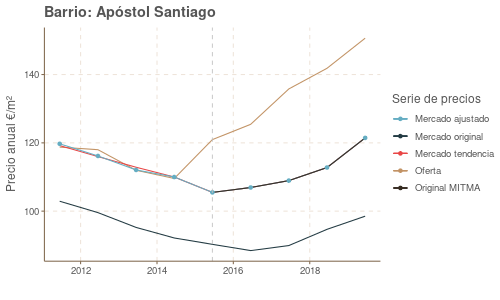 Barrio: Apóstol Santiago
Precio anual €/m²
140
120
100
2012
2014
2016
2018
Serie de precios
Mercado ajustado
Mercado original
Mercado tendencia
Oferta
Original MITMA